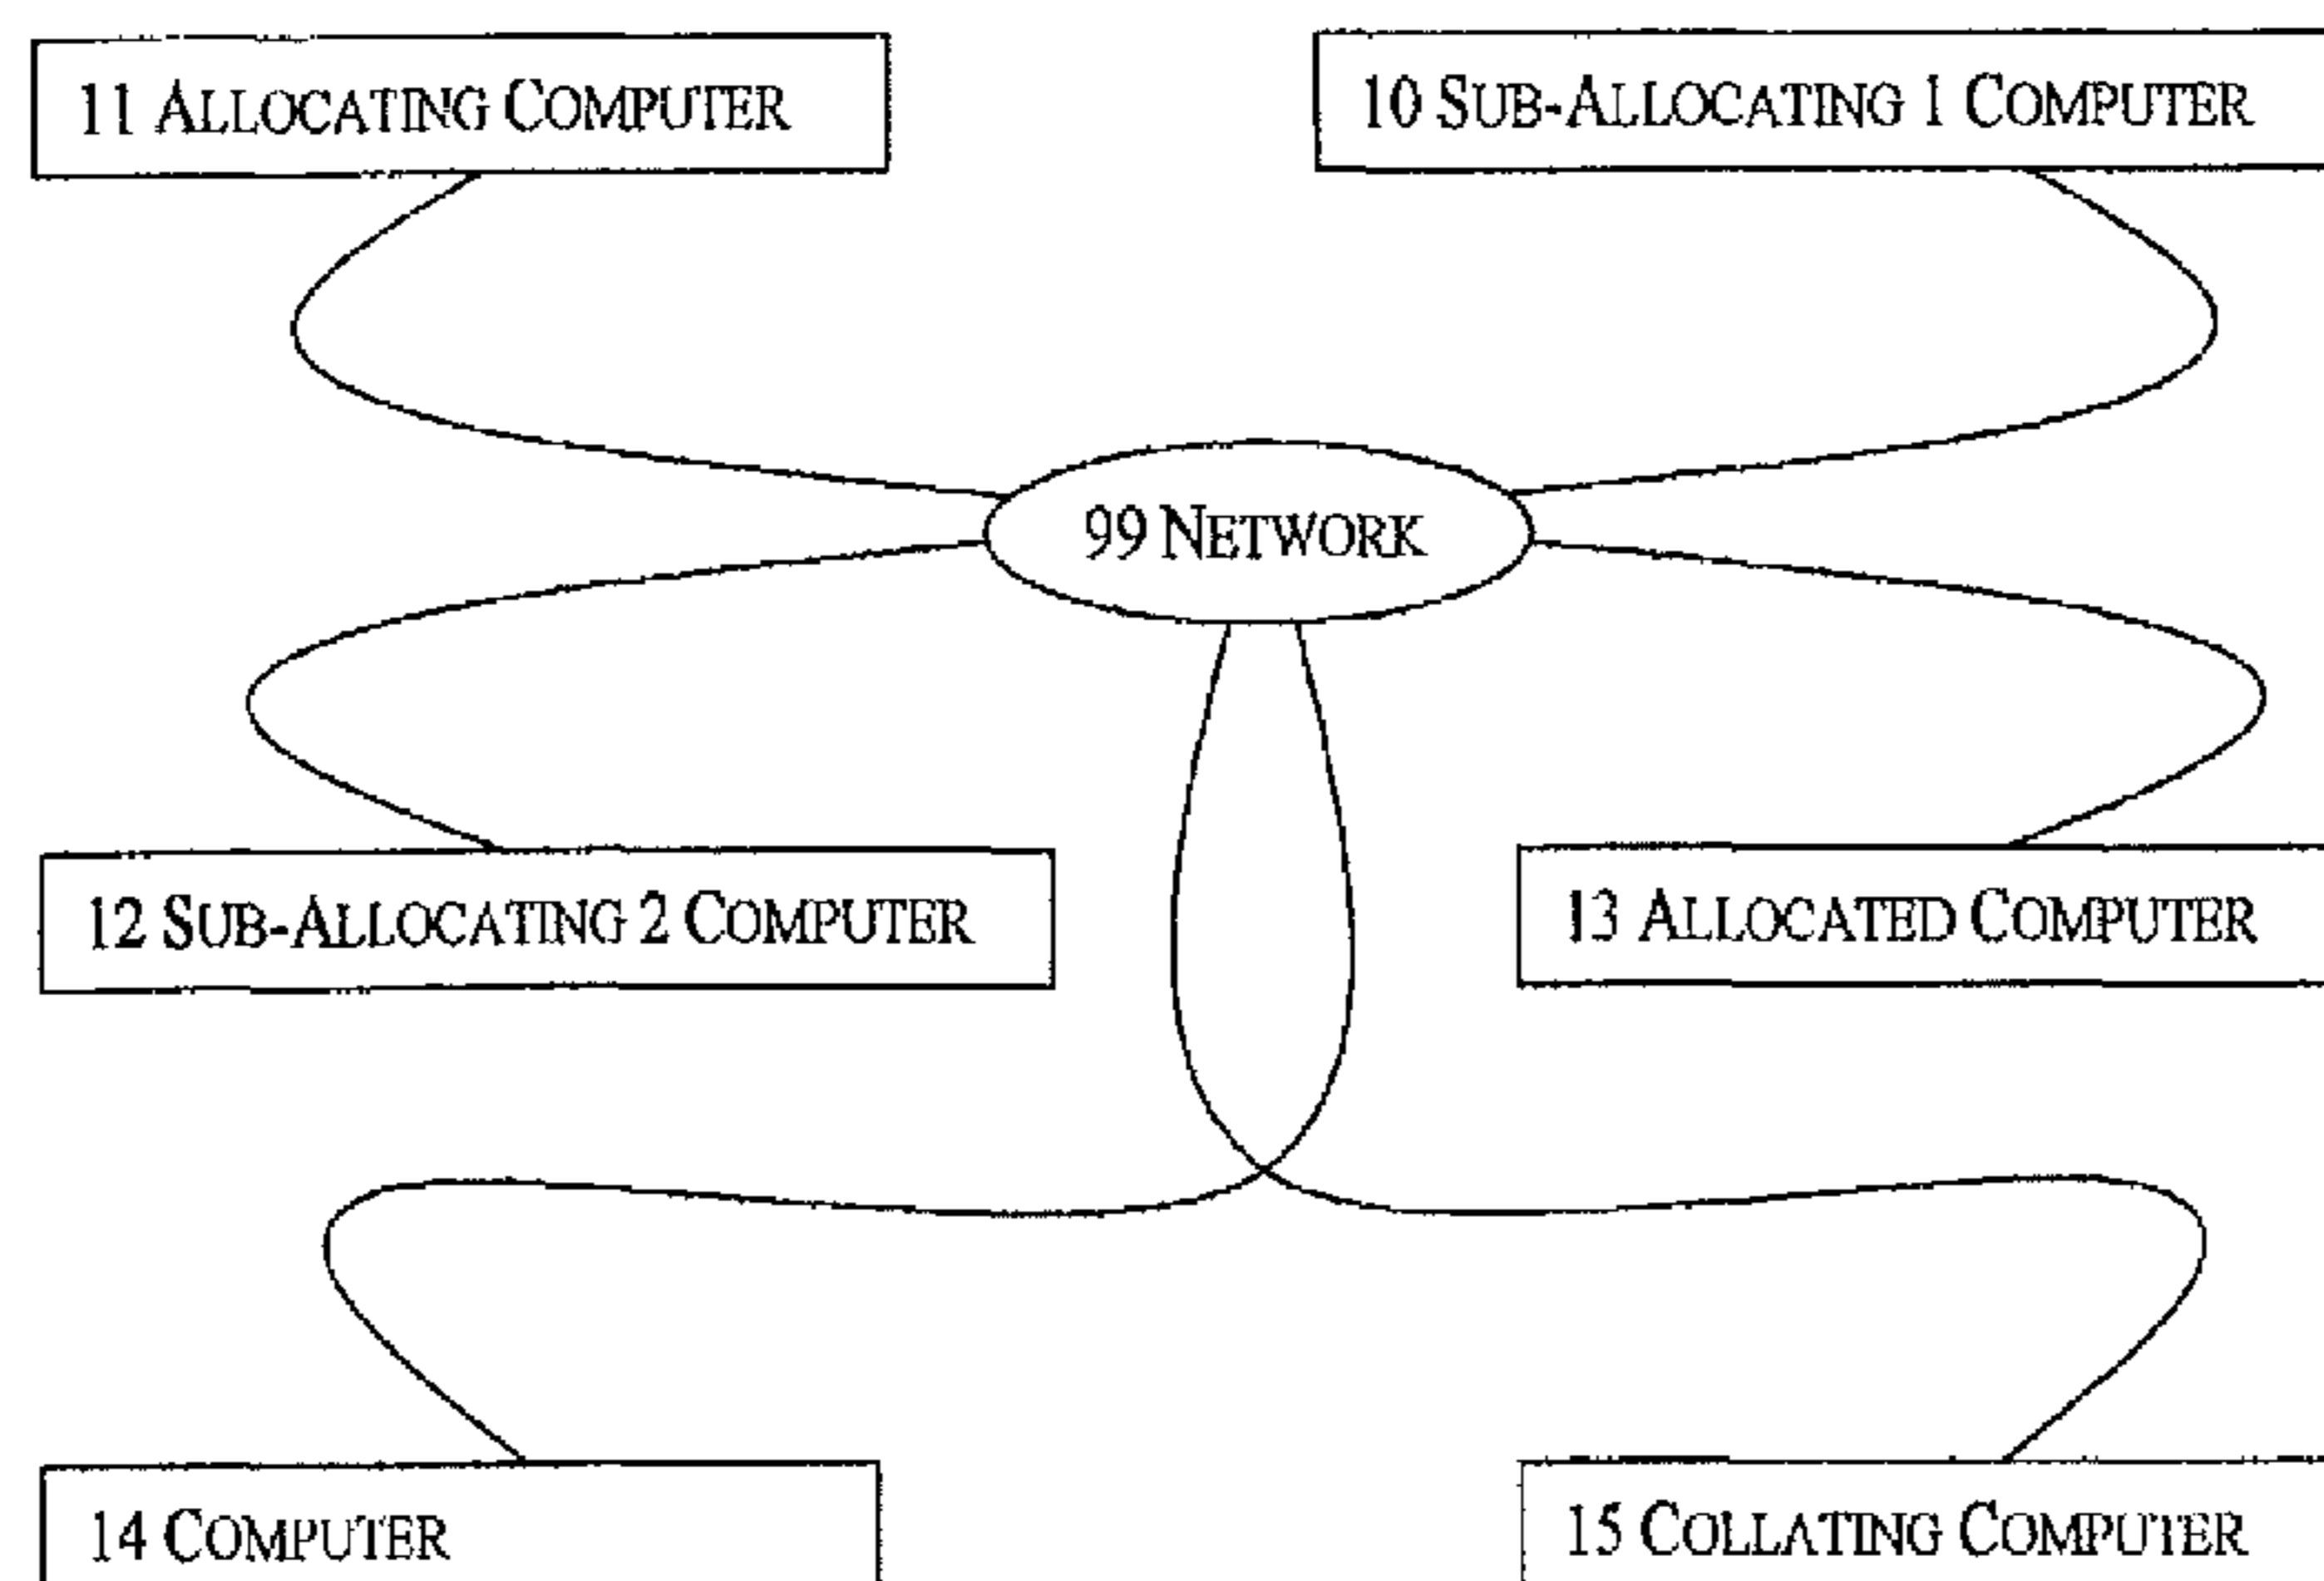 11 ALLOCATING COMPUTER
10 SUB-ALLOCATING 1 COMPUTER
99 NETWORK
12 SUB-ALLOCATING 2 COMPUTER
13 ALLOCATED COMPUTER
14 COMPUTER
15 COLLATING COMPUTER